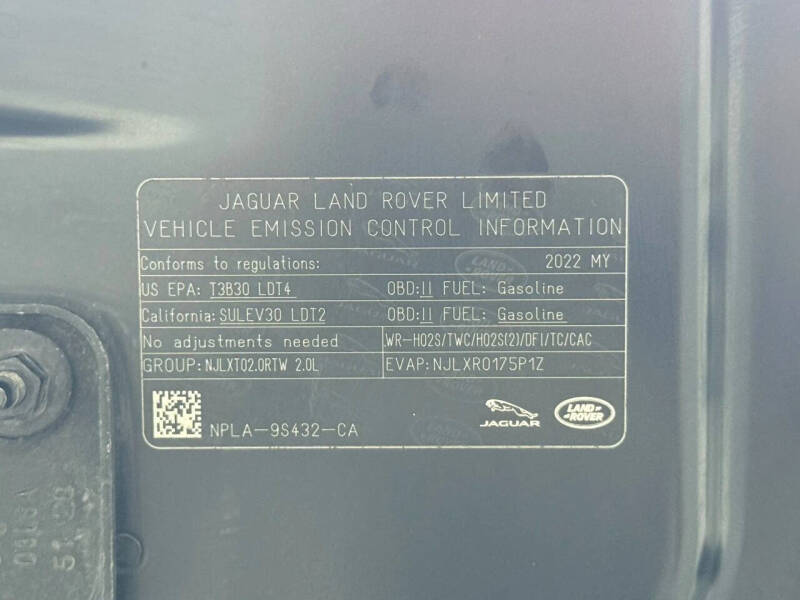 JAGUAR LAND ROVER LIMITED
VEHICLE EMISSION CONTROL INFORMATION
Conforms to regulations: 2022 MY
US EPA: T3B30 LDT4 OBD:II FUEL: Gasoline
California: SULEV30 LDT2 OBD:II FUEL: Gasoline
No adjustments needed WR-HO2S/TWC/HO2S(2)/DFI/TC/CAC
GROUP: NJLXT02.0RTW 2.0L EVAP: NJLXR0175P1Z
NPLA-9S432-CA
JAGUAR
LAND ROVER